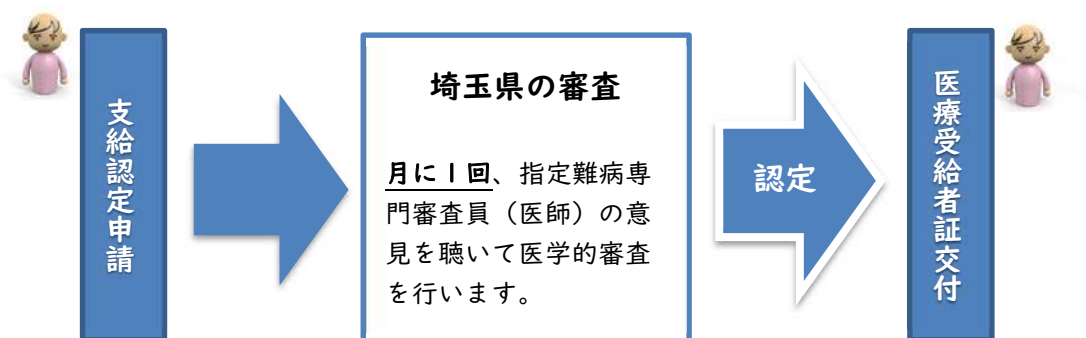 支給認定申請
埼玉県の審査
月に1回、指定難病専
門審査員（医師）の意
見を聴いて医学的審査
を行います。
認定
医療受給者証交付